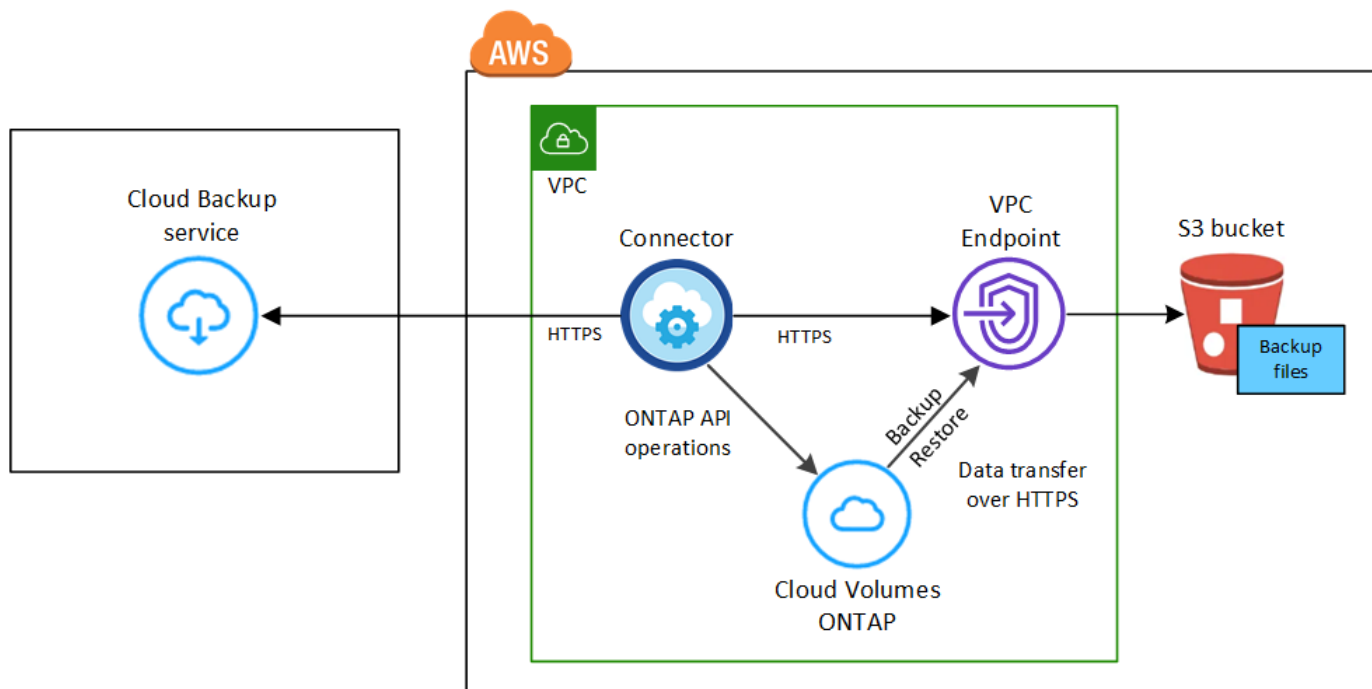 AWS
Cloud Backup
service
VPC
Connector
VPC
Endpoint
S3 bucket
HTTPS
HTTPS
Backup
files
ONTAP API
operations
Backup
Restore
Data transfer
over HTTPS
Cloud Volumes
ONTAP